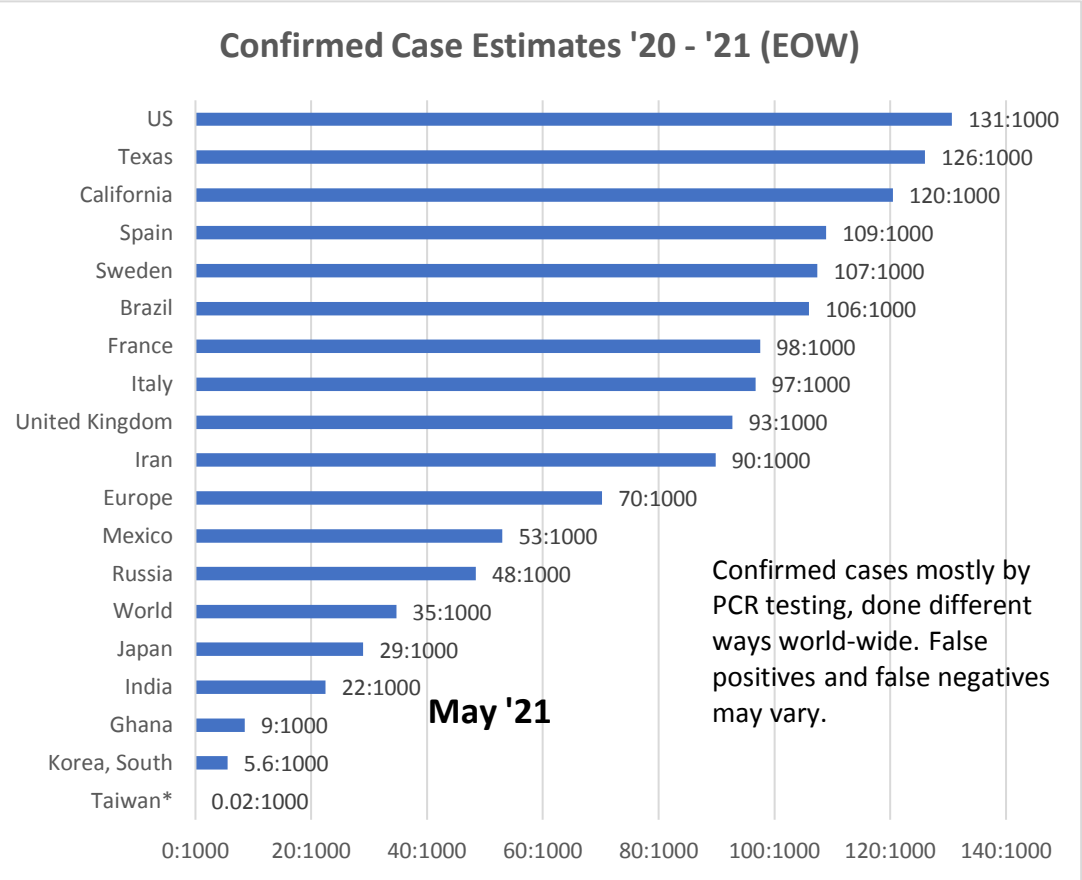 Confirmed Case Estimates '20 - '21 (EOW)
US 131:1000
Texas 126:1000
California 120:1000
Spain 109:1000
Sweden 107:1000
Brazil 106:1000
France 98:1000
Italy 97:1000
United Kingdom 93:1000
Iran 90:1000
Europe 70:1000
Mexico 53:1000
Russia 48:1000
World 35:1000
Japan 29:1000
India 22:1000
Ghana 9:1000
Korea, South 5.6:1000
Taiwan* 0.02:1000
Confirmed cases mostly by
PCR testing, done different
ways world-wide. False
positives and false negatives
may vary.
May '21
0:1000 20:1000 40:1000 60:1000 80:1000 100:1000 120:1000 140:1000